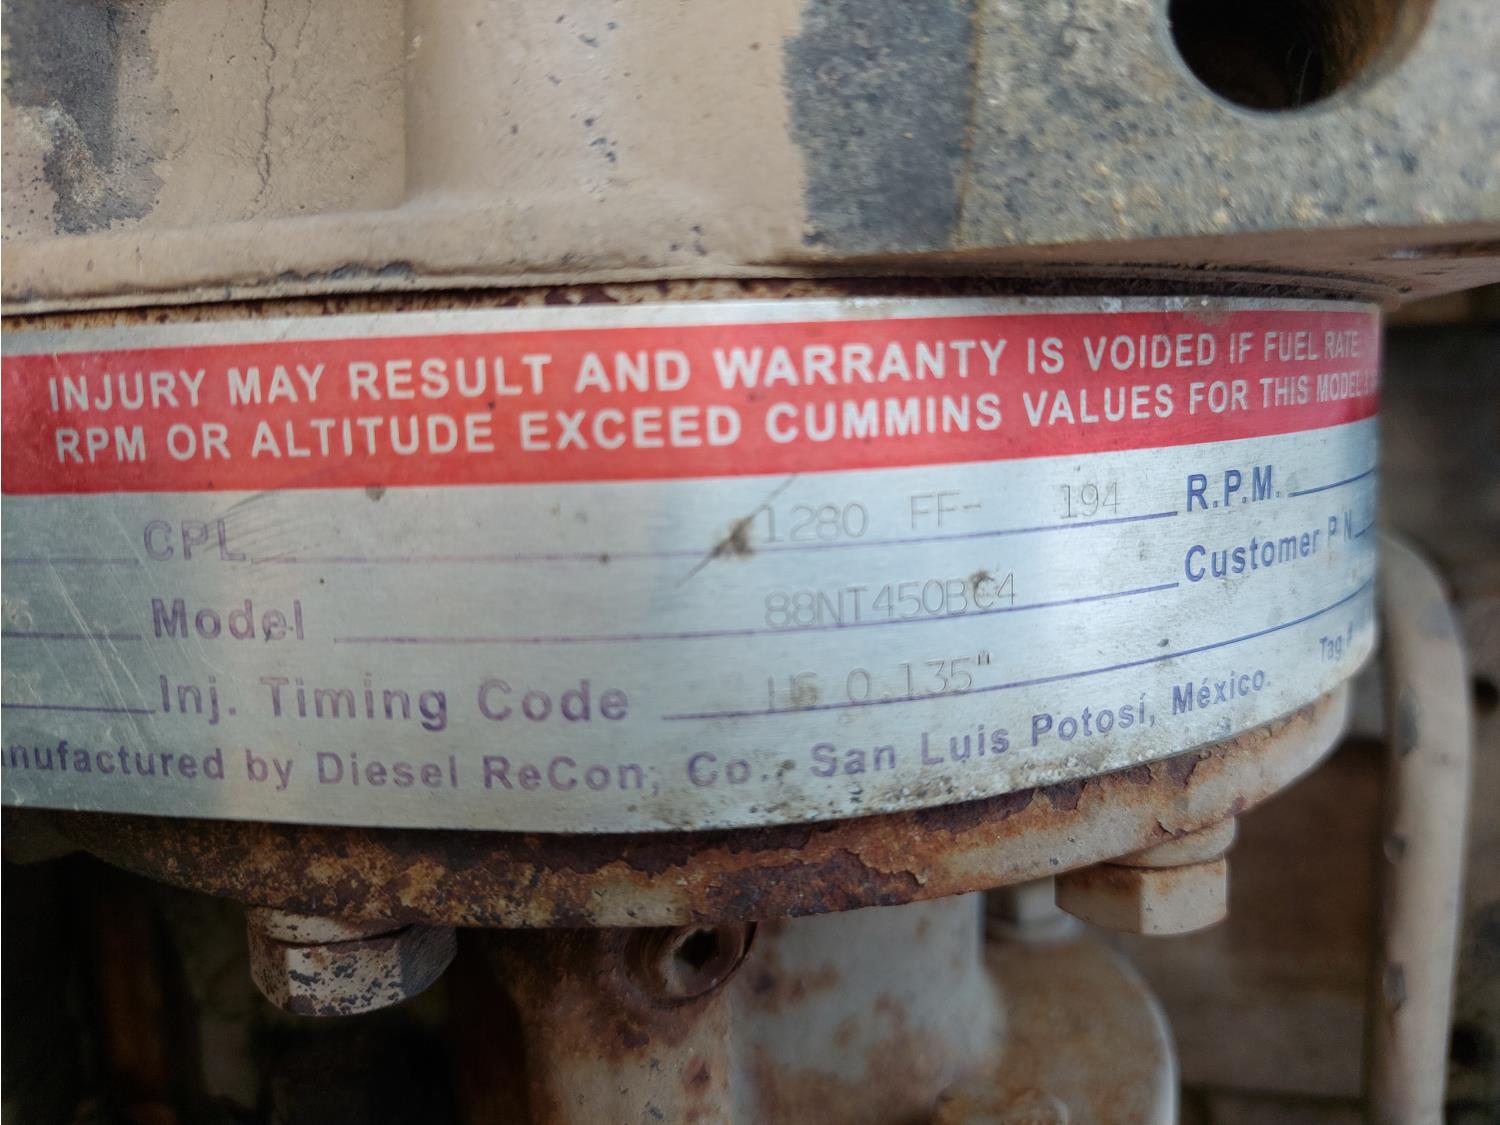 INJURY MAY RESULT AND WARRANTY IS VOIDED IF FUEL RATE
RPM OR ALTITUDE EXCEED CUMMINS VALUES FOR THIS MODEL
CPL 1280 FF- 194 R.P.M.
Model 88NT450BC4 Customer P N
Inj. Timing Code 0.135" Tag #
anufactured by Diesel ReCon, Co., San Luis Potosí, México.